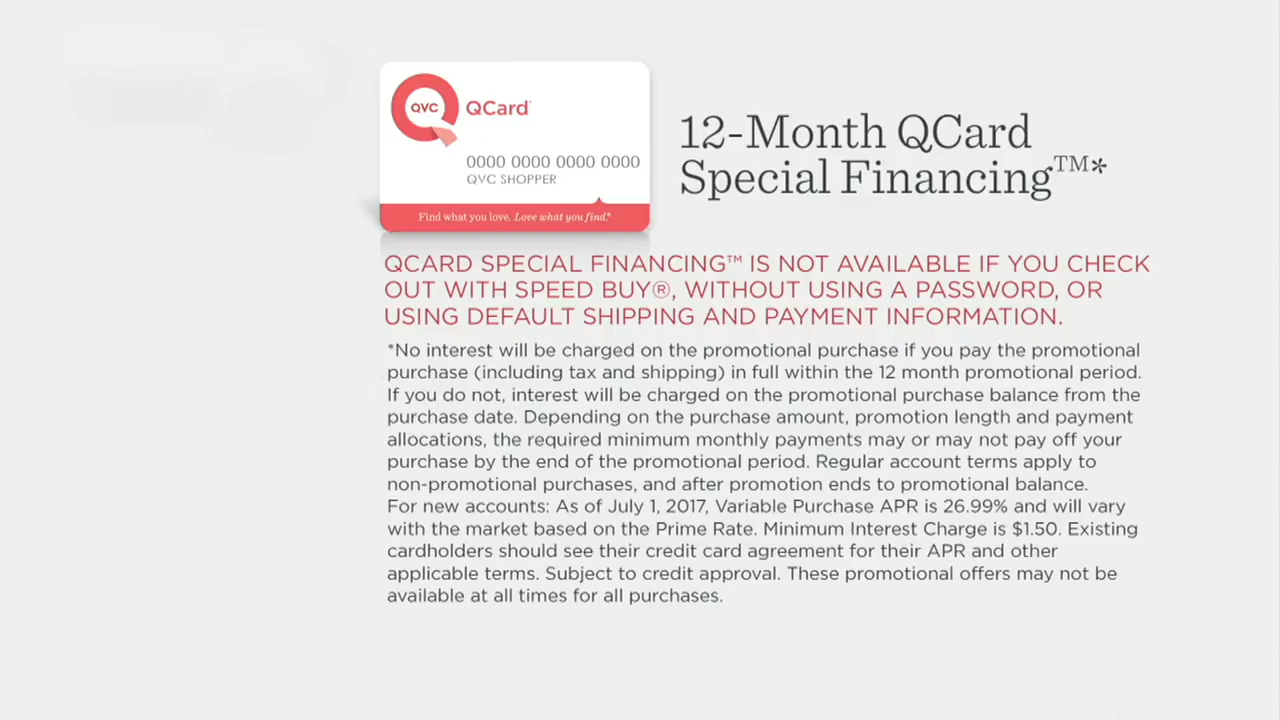 QVC
QCard
0000 0000 0000 0000
QVC SHOPPER
Find what you love. Love what you find.®
12-Month QCard
Special Financing™*
QCARD SPECIAL FINANCING™ IS NOT AVAILABLE IF YOU CHECK
OUT WITH SPEED BUY®, WITHOUT USING A PASSWORD, OR
USING DEFAULT SHIPPING AND PAYMENT INFORMATION.
*No interest will be charged on the promotional purchase if you pay the promotional
purchase (including tax and shipping) in full within the 12 month promotional period.
If you do not, interest will be charged on the promotional purchase balance from the
purchase date. Depending on the purchase amount, promotion length and payment
allocations, the required minimum monthly payments may or may not pay off your
purchase by the end of the promotional period. Regular account terms apply to
non-promotional purchases, and after promotion ends to promotional balance.
For new accounts: As of July 1, 2017, Variable Purchase APR is 26.99% and will vary
with the market based on the Prime Rate. Minimum Interest Charge is $1.50. Existing
cardholders should see their credit card agreement for their APR and other
applicable terms. Subject to credit approval. These promotional offers may not be
available at all times for all purchases.